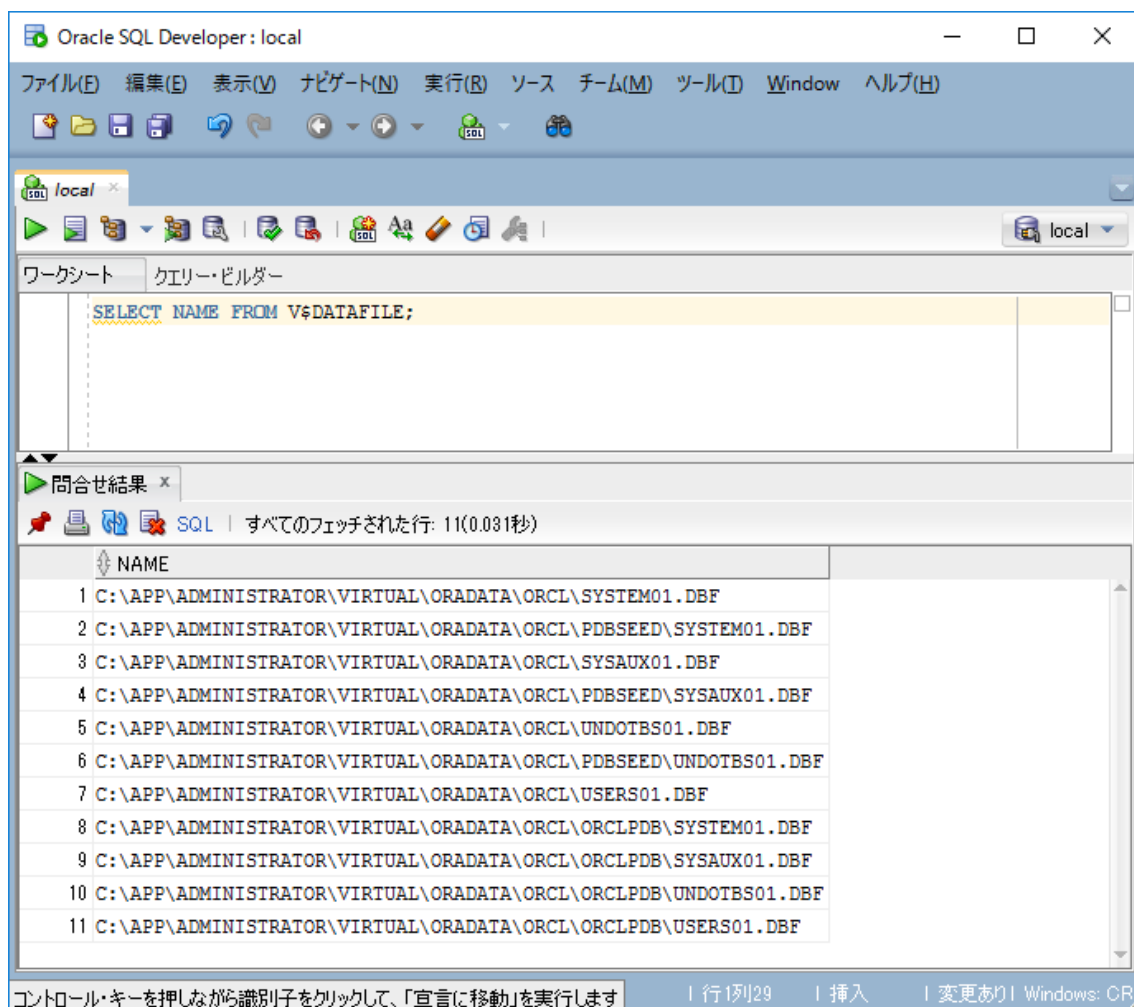 Oracle SQL Developer : local
ファイル(F) 編集(E) 表示(V) ナビゲート(N) 実行(R) ソース チーム(M) ツール(T) Window ヘルプ(H)
local
local
ワークシート クエリー・ビルダー
SELECT NAME FROM V$DATAFILE;
問合せ結果
SQL | すべてのフェッチされた行: 11(0.031秒)
NAME
1 C:\APP\ADMINISTRATOR\VIRTUAL\ORADATA\ORCL\SYSTEM01.DBF
2 C:\APP\ADMINISTRATOR\VIRTUAL\ORADATA\ORCL\PDBSEED\SYSTEM01.DBF
3 C:\APP\ADMINISTRATOR\VIRTUAL\ORADATA\ORCL\SYSAUX01.DBF
4 C:\APP\ADMINISTRATOR\VIRTUAL\ORADATA\ORCL\PDBSEED\SYSAUX01.DBF
5 C:\APP\ADMINISTRATOR\VIRTUAL\ORADATA\ORCL\UNDOTBS01.DBF
6 C:\APP\ADMINISTRATOR\VIRTUAL\ORADATA\ORCL\PDBSEED\UNDOTBS01.DBF
7 C:\APP\ADMINISTRATOR\VIRTUAL\ORADATA\ORCL\USERS01.DBF
8 C:\APP\ADMINISTRATOR\VIRTUAL\ORADATA\ORCL\ORCLPDB\SYSTEM01.DBF
9 C:\APP\ADMINISTRATOR\VIRTUAL\ORADATA\ORCL\ORCLPDB\SYSAUX01.DBF
10 C:\APP\ADMINISTRATOR\VIRTUAL\ORADATA\ORCL\ORCLPDB\UNDOTBS01.DBF
11 C:\APP\ADMINISTRATOR\VIRTUAL\ORADATA\ORCL\ORCLPDB\USERS01.DBF
コントロール・キーを押しながら識別子をクリックして、「宣言に移動」を実行します | 行1列29 | 挿入 | 変更あり | Windows: CR